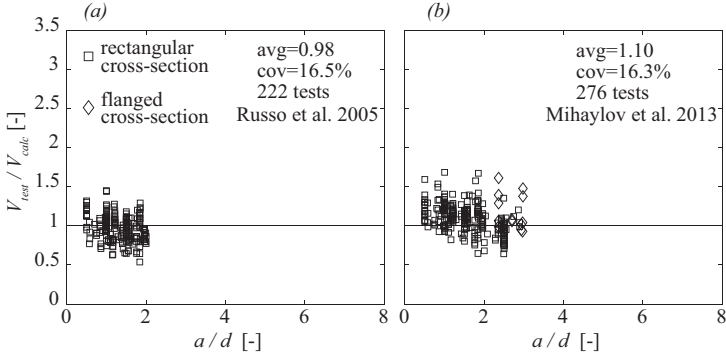 (a)
3.5
3
2.5
2
1.5
1
0.5
0
V_test / V_calc [-]
rectangular
cross-section
flanged
cross-section
avg=0.98
cov=16.5%
222 tests
Russo et al. 2005
0 2 4 6 8
a / d [-]
(b)
avg=1.10
cov=16.3%
276 tests
Mihaylov et al. 2013
0 2 4 6 8
a / d [-]